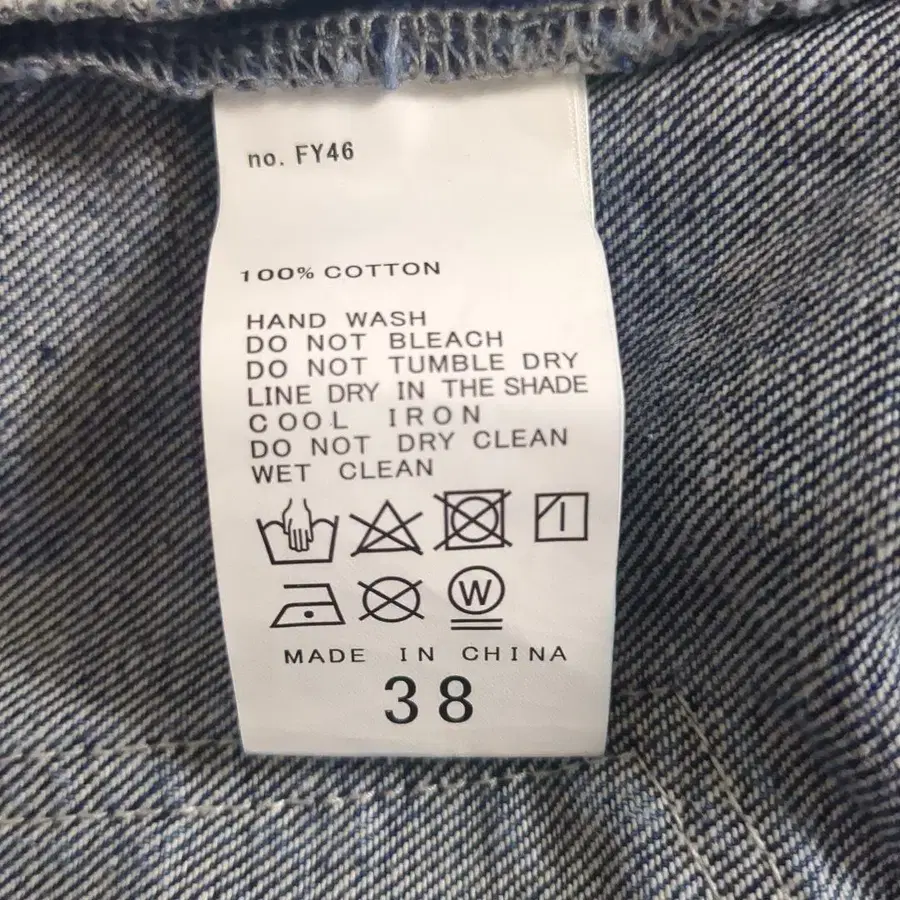 no. FY46
100% COTTON
HAND WASH
DO NOT BLEACH
DO NOT TUMBLE DRY
LINE DRY IN THE SHADE
COOL IRON
DO NOT DRY CLEAN
WET CLEAN
W
MADE IN CHINA
38